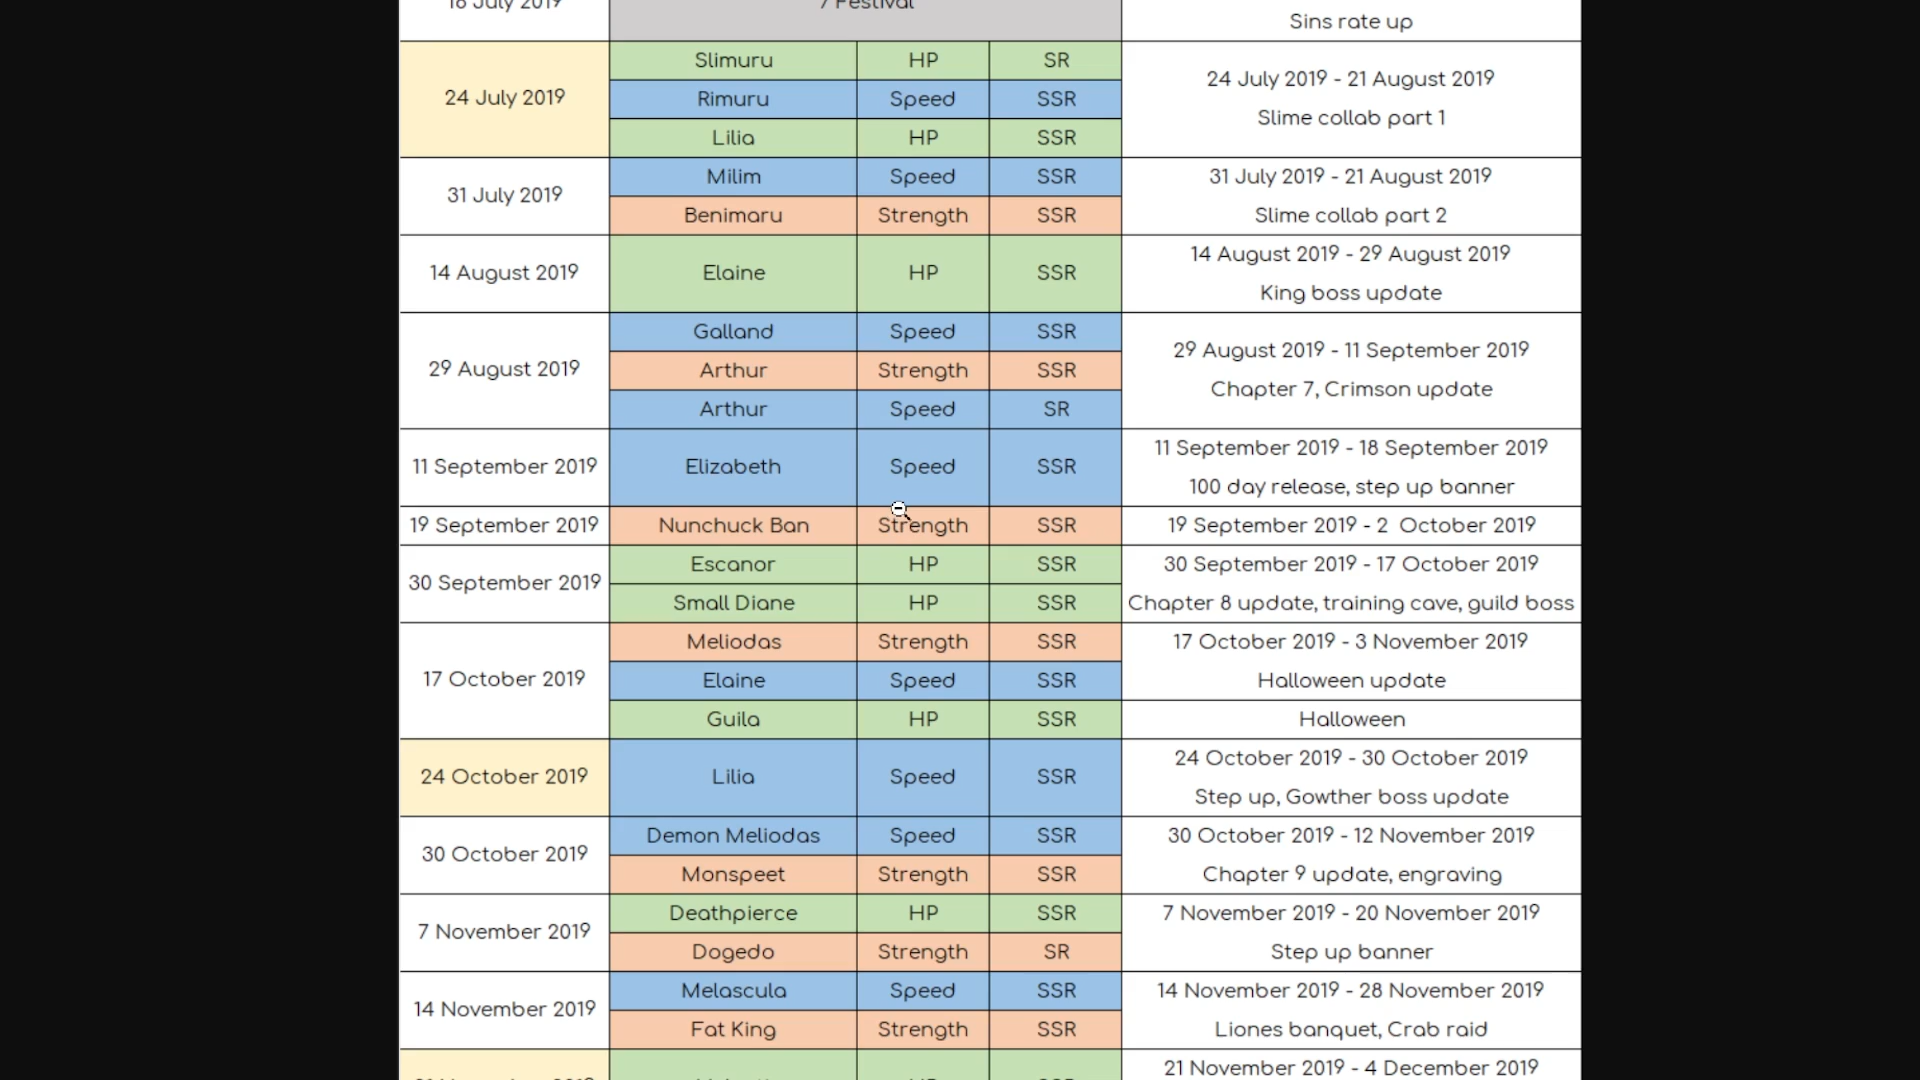 18 July 2019
7 Festival
Sins rate up
24 July 2019
Slimuru HP SR
Rimuru Speed SSR
Lilia HP SSR
24 July 2019 - 21 August 2019
Slime collab part 1
31 July 2019
Milim Speed SSR
Benimaru Strength SSR
31 July 2019 - 21 August 2019
Slime collab part 2
14 August 2019
Elaine HP SSR
14 August 2019 - 29 August 2019
King boss update
29 August 2019
Galland Speed SSR
Arthur Strength SSR
Arthur Speed SR
29 August 2019 - 11 September 2019
Chapter 7, Crimson update
11 September 2019
Elizabeth Speed SSR
11 September 2019 - 18 September 2019
100 day release, step up banner
19 September 2019
Nunchuck Ban Strength SSR
19 September 2019 - 2 October 2019
30 September 2019
Escanor HP SSR
Small Diane HP SSR
30 September 2019 - 17 October 2019
Chapter 8 update, training cave, guild boss
17 October 2019
Meliodas Strength SSR
Elaine Speed SSR
Guila HP SSR
17 October 2019 - 3 November 2019
Halloween update
Halloween
24 October 2019
Lilia Speed SSR
24 October 2019 - 30 October 2019
Step up, Gowther boss update
30 October 2019
Demon Meliodas Speed SSR
Monspeet Strength SSR
30 October 2019 - 12 November 2019
Chapter 9 update, engraving
7 November 2019
Deathpierce HP SSR
Dogedo Strength SR
7 November 2019 - 20 November 2019
Step up banner
14 November 2019
Melascula Speed SSR
Fat King Strength SSR
14 November 2019 - 28 November 2019
Liones banquet, Crab raid
21 November 2019 - 4 December 2019